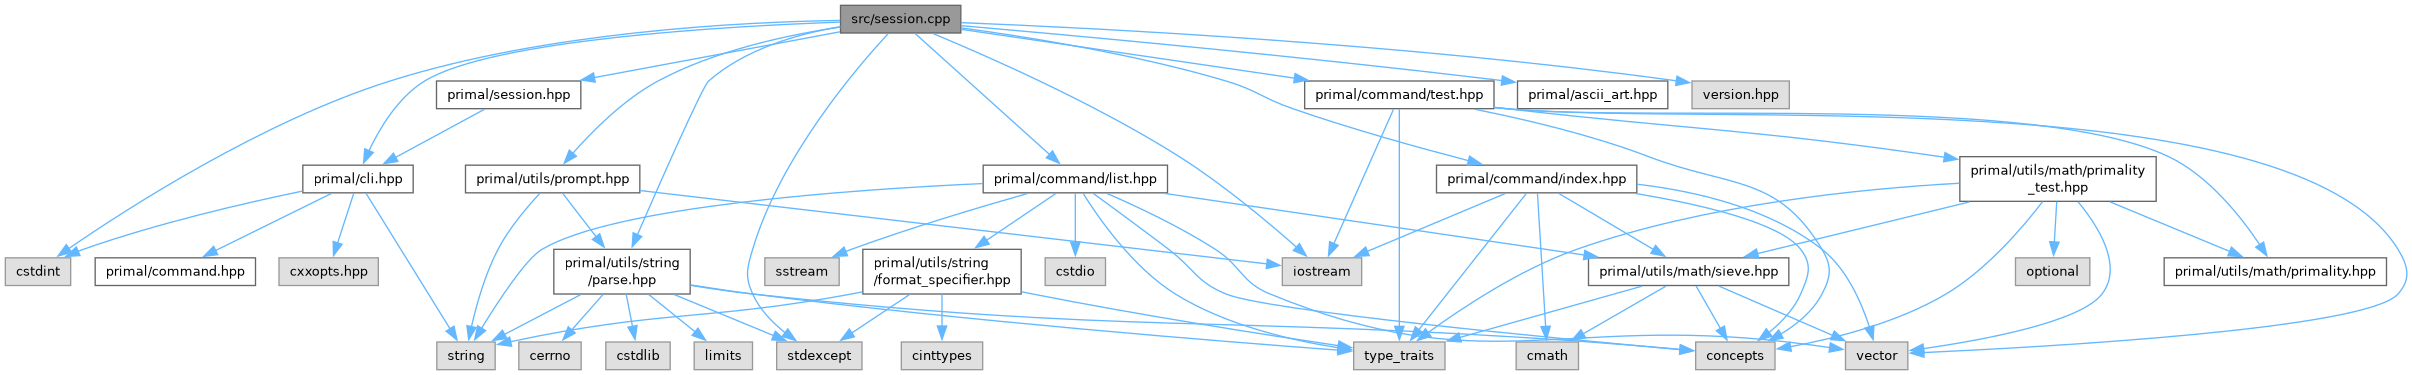 src/session.cpp
primal/session.hpp
primal/command/test.hpp
primal/ascii_art.hpp
version.hpp
primal/cli.hpp
primal/utils/prompt.hpp
primal/command/list.hpp
primal/command/index.hpp
primal/utils/math/primality
_test.hpp
cstdint
primal/command.hpp
cxxopts.hpp
primal/utils/string
/parse.hpp
sstream
primal/utils/string
/format_specifier.hpp
cstdio
iostream
primal/utils/math/sieve.hpp
optional
primal/utils/math/primality.hpp
string
cerrno
cstdlib
limits
stdexcept
cinttypes
type_traits
cmath
concepts
vector